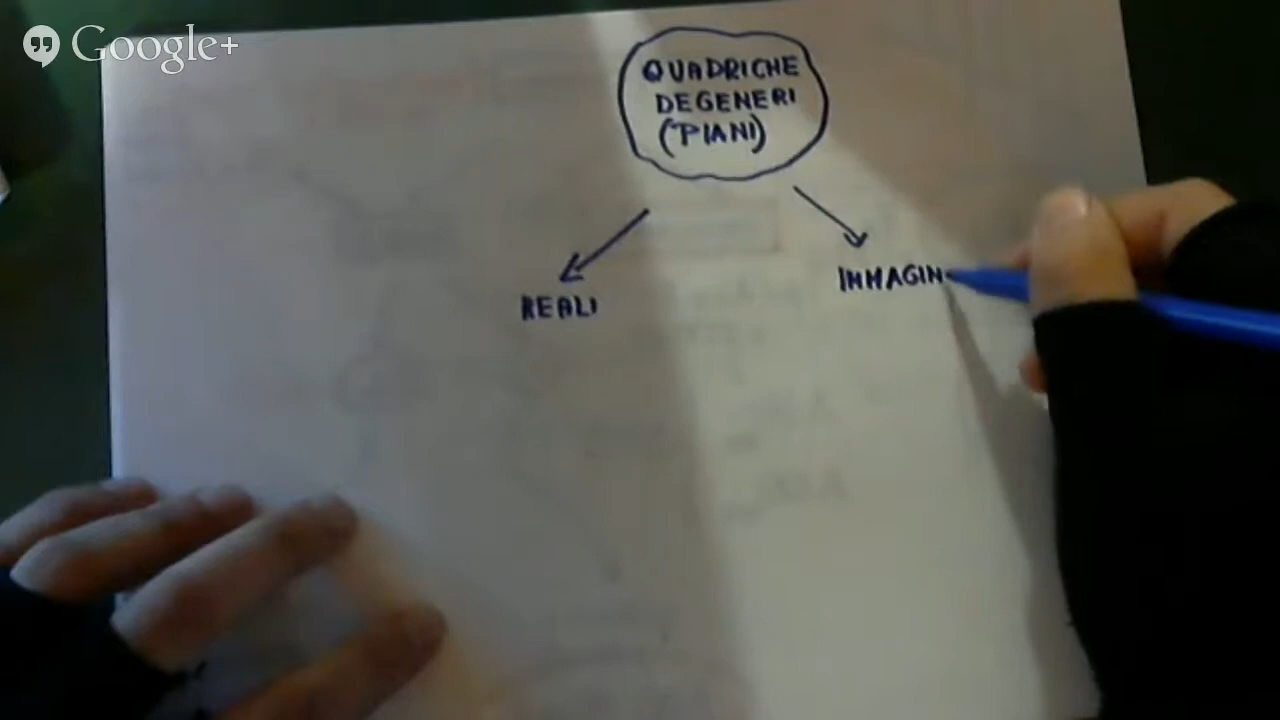 Google+
QUADRICHE
DEGENERI
(PIANI)
REALI
IMMAGIN